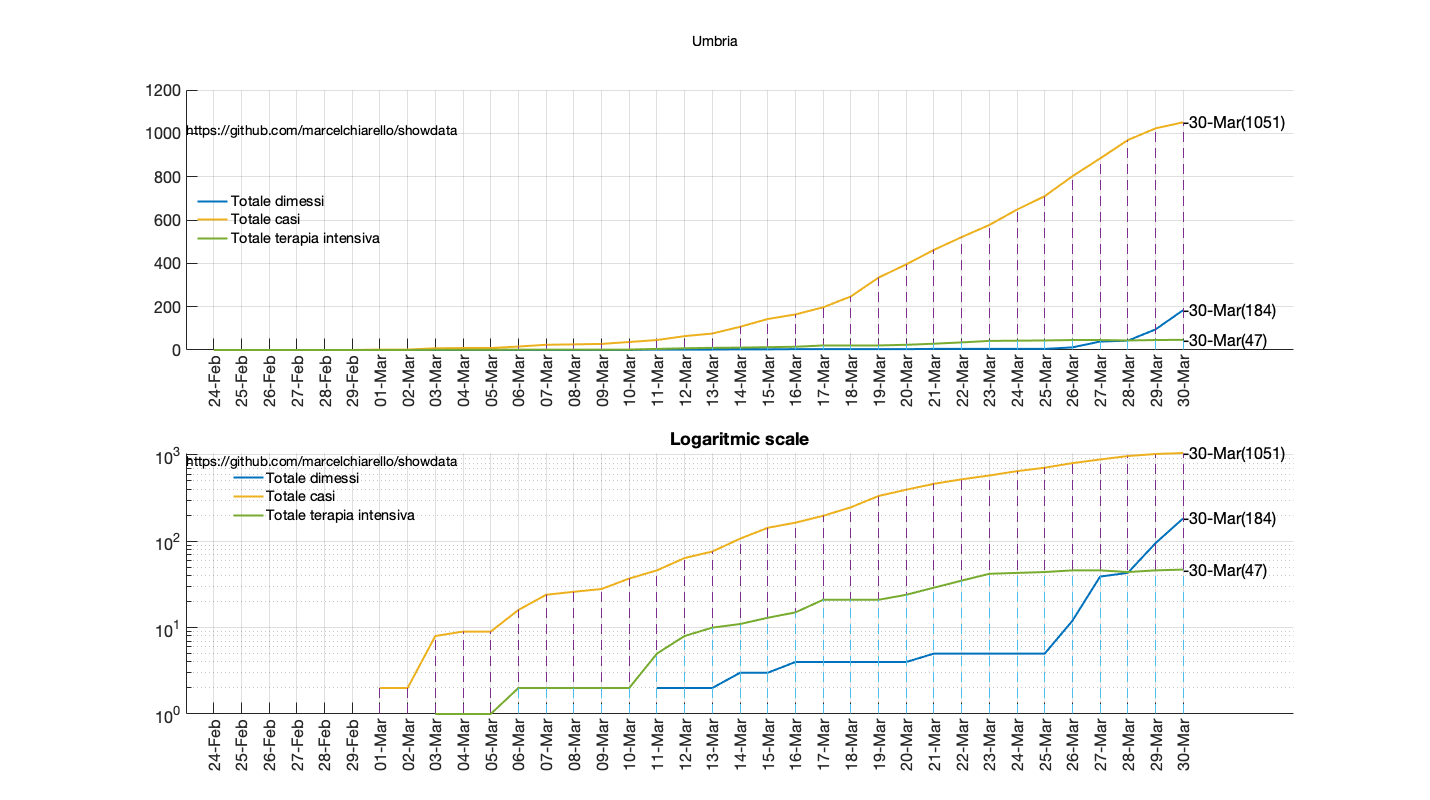 Umbria
1200
1000
800
600
400
200
0
https://github.com/marcelchiarello/showdata
Totale dimessi
Totale casi
Totale terapia intensiva
30-Mar(1051)
30-Mar(184)
30-Mar(47)
24-Feb
25-Feb
26-Feb
27-Feb
28-Feb
29-Feb
01-Mar
02-Mar
03-Mar
04-Mar
05-Mar
06-Mar
07-Mar
08-Mar
09-Mar
10-Mar
11-Mar
12-Mar
13-Mar
14-Mar
15-Mar
16-Mar
17-Mar
18-Mar
19-Mar
20-Mar
21-Mar
22-Mar
23-Mar
24-Mar
25-Mar
26-Mar
27-Mar
28-Mar
29-Mar
30-Mar
Logaritmic scale
10³
10²
10¹
10⁰
https://github.com/marcelchiarello/showdata
Totale dimessi
Totale casi
Totale terapia intensiva
30-Mar(1051)
30-Mar(184)
30-Mar(47)
24-Feb
25-Feb
26-Feb
27-Feb
28-Feb
29-Feb
01-Mar
02-Mar
03-Mar
04-Mar
05-Mar
06-Mar
07-Mar
08-Mar
09-Mar
10-Mar
11-Mar
12-Mar
13-Mar
14-Mar
15-Mar
16-Mar
17-Mar
18-Mar
19-Mar
20-Mar
21-Mar
22-Mar
23-Mar
24-Mar
25-Mar
26-Mar
27-Mar
28-Mar
29-Mar
30-Mar